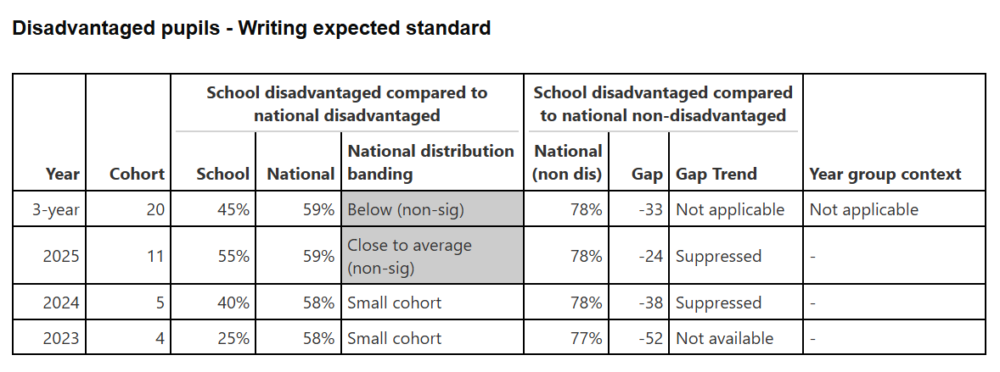 Disadvantaged pupils - Writing expected standard
School disadvantaged compared to national disadvantaged
School disadvantaged compared to national non-disadvantaged
Year Cohort School National National distribution banding National (non dis) Gap Gap Trend Year group context
3-year 20 45% 59% Below (non-sig) 78% -33 Not applicable Not applicable
2025 11 55% 59% Close to average (non-sig) 78% -24 Suppressed -
2024 5 40% 58% Small cohort 78% -38 Suppressed -
2023 4 25% 58% Small cohort 77% -52 Not available -